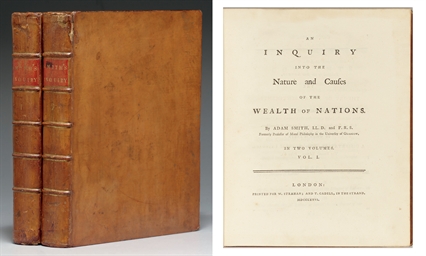 AN
INQUIRY
INTO THE
Nature and Causes
OF THE
WEALTH OF NATIONS.
By ADAM SMITH, LL. D. and F. R. S.
Formerly Professor of Moral Philosophy in the University of GLASGOW.
IN TWO VOLUMES.
VOL. I.
LONDON:
PRINTED FOR W. STRAHAN; AND T. CADELL, IN THE STRAND.
MDCCLXXVI.